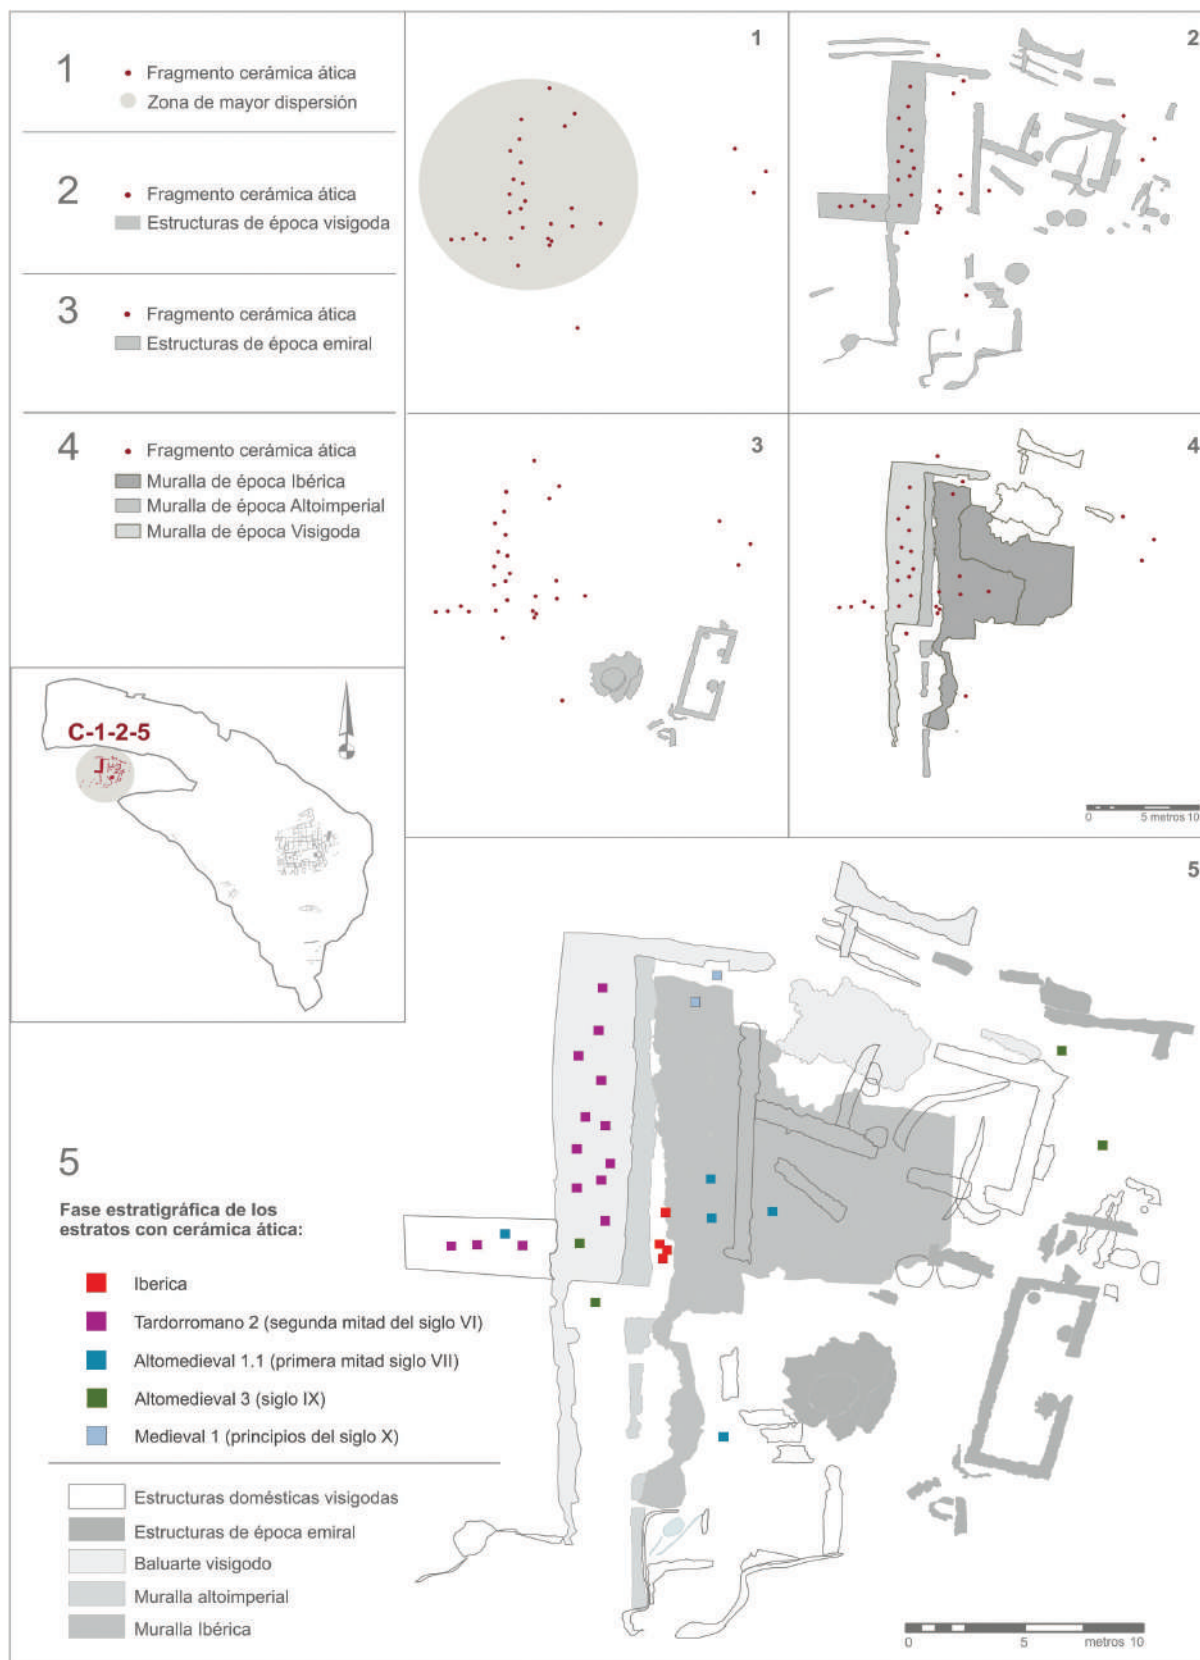 1
Fragmento cerámica ática
Zona de mayor dispersión
2
Fragmento cerámica ática
Estructuras de época visigoda
3
Fragmento cerámica ática
Estructuras de época emiral
4
Fragmento cerámica ática
Muralla de época Ibérica
Muralla de época Altoimperial
Muralla de época Visigoda
1
2
3
4
0 5 metros 10
C-1-2-5
5
5
Fase estratigráfica de los
estratos con cerámica ática:
Iberica
Tardorromano 2 (segunda mitad del siglo VI)
Altomedieval 1.1 (primera mitad siglo VII)
Altomedieval 3 (siglo IX)
Medieval 1 (principios del siglo X)
Estructuras domésticas visigodas
Estructuras de época emiral
Baluarte visigodo
Muralla altoimperial
Muralla Ibérica
0 5 metros 10